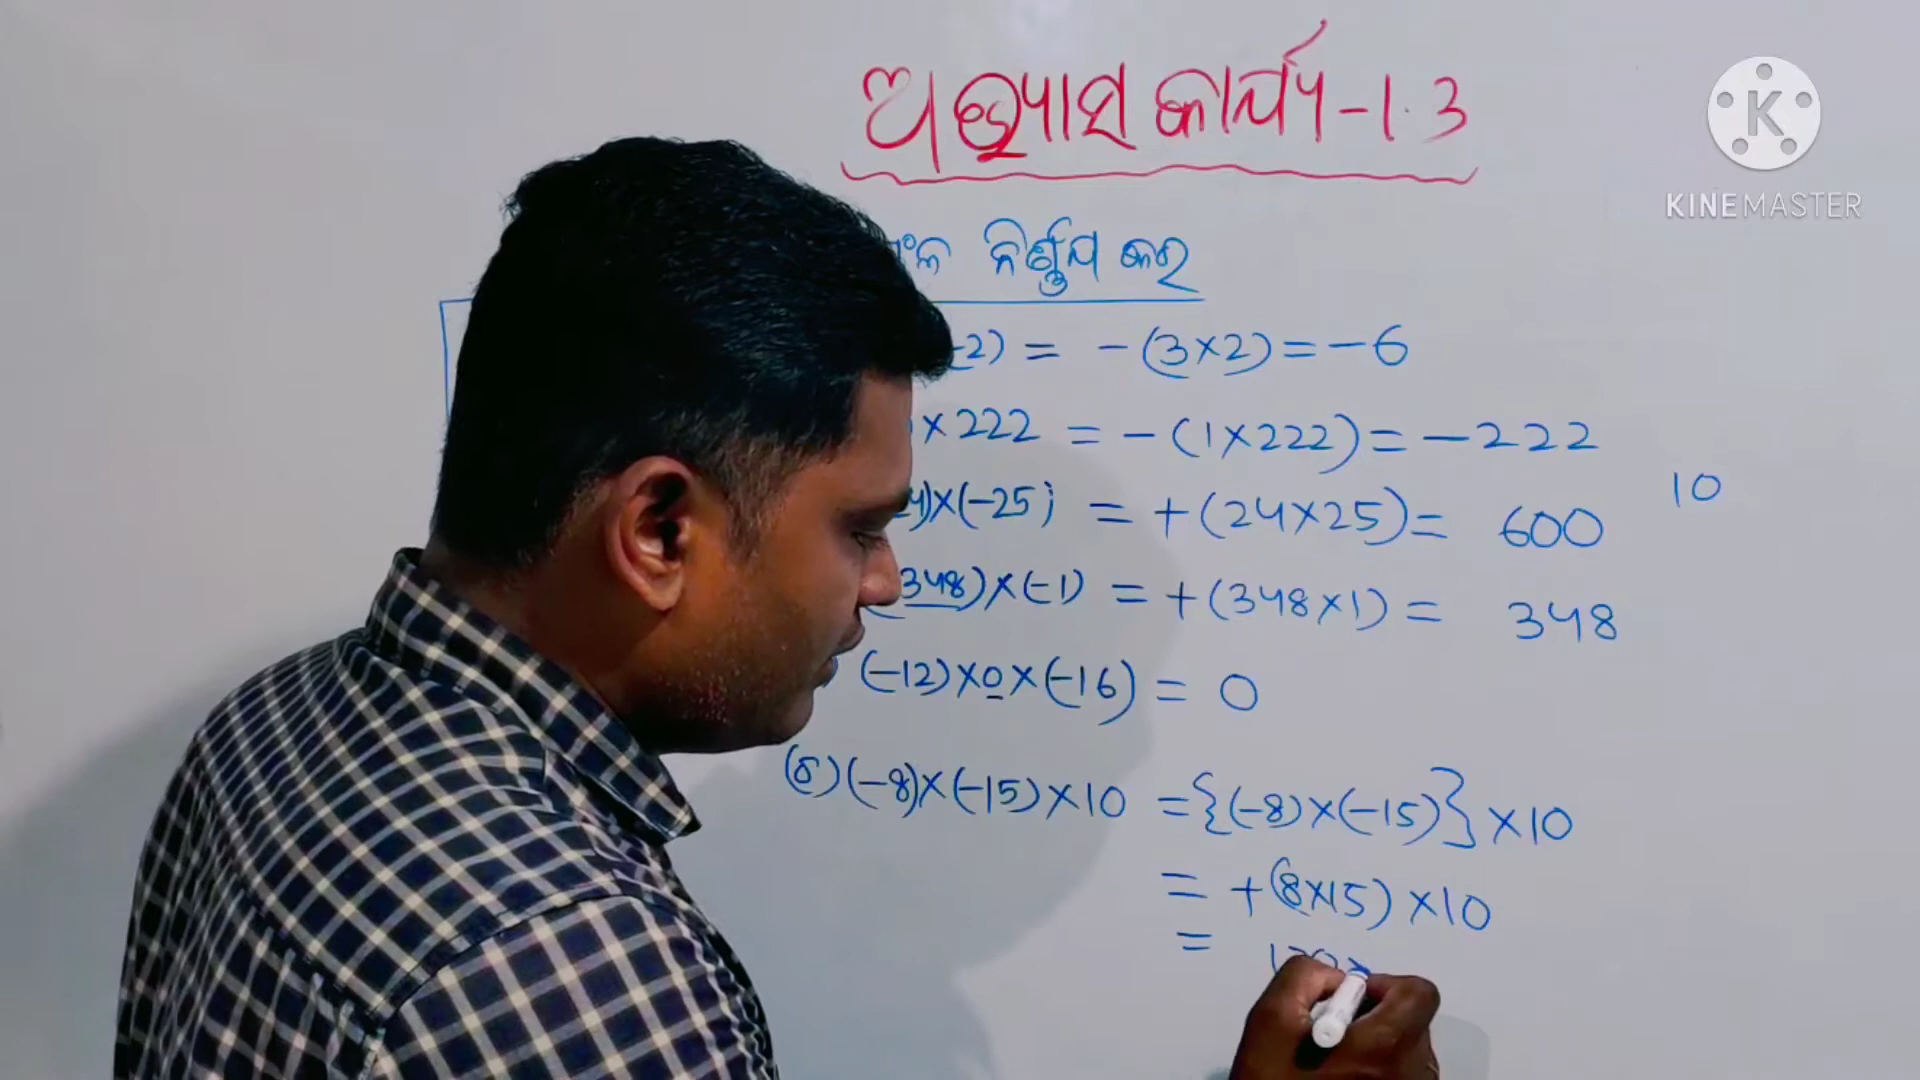 ଅଭ୍ୟାସ କାର୍ଯ୍ୟ-1.3
KINEMASTER
ନିର୍ଣ୍ଣୟ କର
-2) = -(3×2)=-6
×222 = -(1×222)=-222
10
)×(-25) = +(24×25)= 600
348)×(-1) = +(348×1)= 348
(-12)×0×(-16) = 0
(-8)×(-15)×10 ={(-8)×(-15)}×10
= +(8×15)×10
= 120×